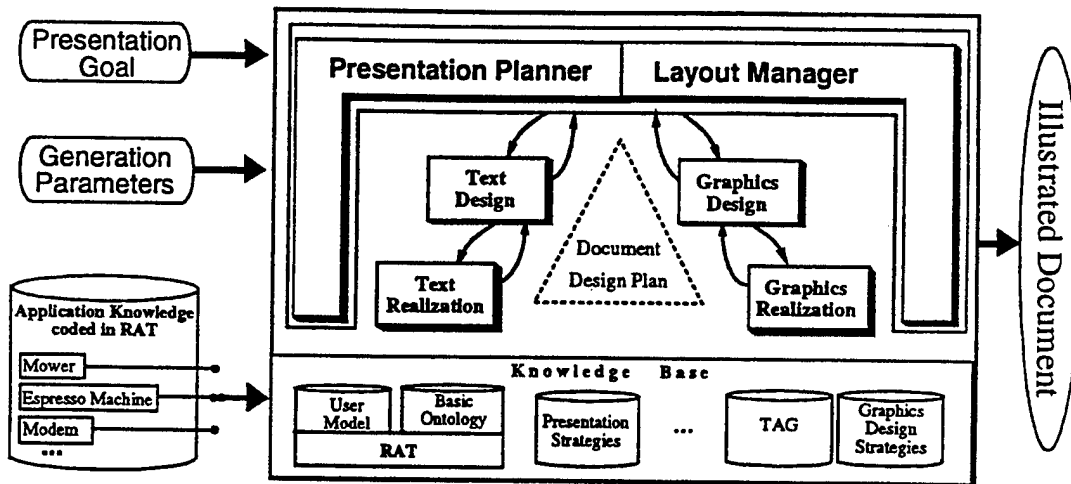 Presentation
Goal
Generation
Parameters
Application Knowledge
coded in RAT
Mower
Espresso Machine
Modem
...
Presentation Planner
Layout Manager
Text
Design
Graphics
Design
Text
Realization
Document
Design Plan
Graphics
Realization
Knowledge Base
User
Model
Basic
Ontology
RAT
Presentation
Strategies
...
TAG
Graphics
Design
Strategies
Illustrated Document